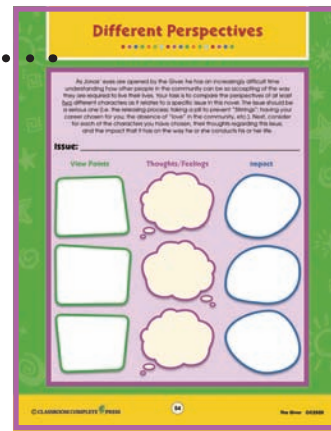 Different Perspectives
As Jonas' eyes are opened by the Giver, he has an increasingly difficult time
understanding how other people in the community can be so accepting of the way
they are required to live their lives. Your task is to compare the perspectives of at least
two different characters as it relates to a specific issue in this novel. The issue should be
a serious one (i.e. the releasing process; taking a pill to prevent "Stirrings"; having your
career chosen for you; the absence of "love" in the community, etc.). Next, consider
for each of the characters you have chosen, their thoughts regarding this issue,
and the impact that it has on the way he or she conducts his or her life.
Issue:
View Points Thoughts/Feelings Impact
© CLASSROOM COMPLETE PRESS 54 The Giver